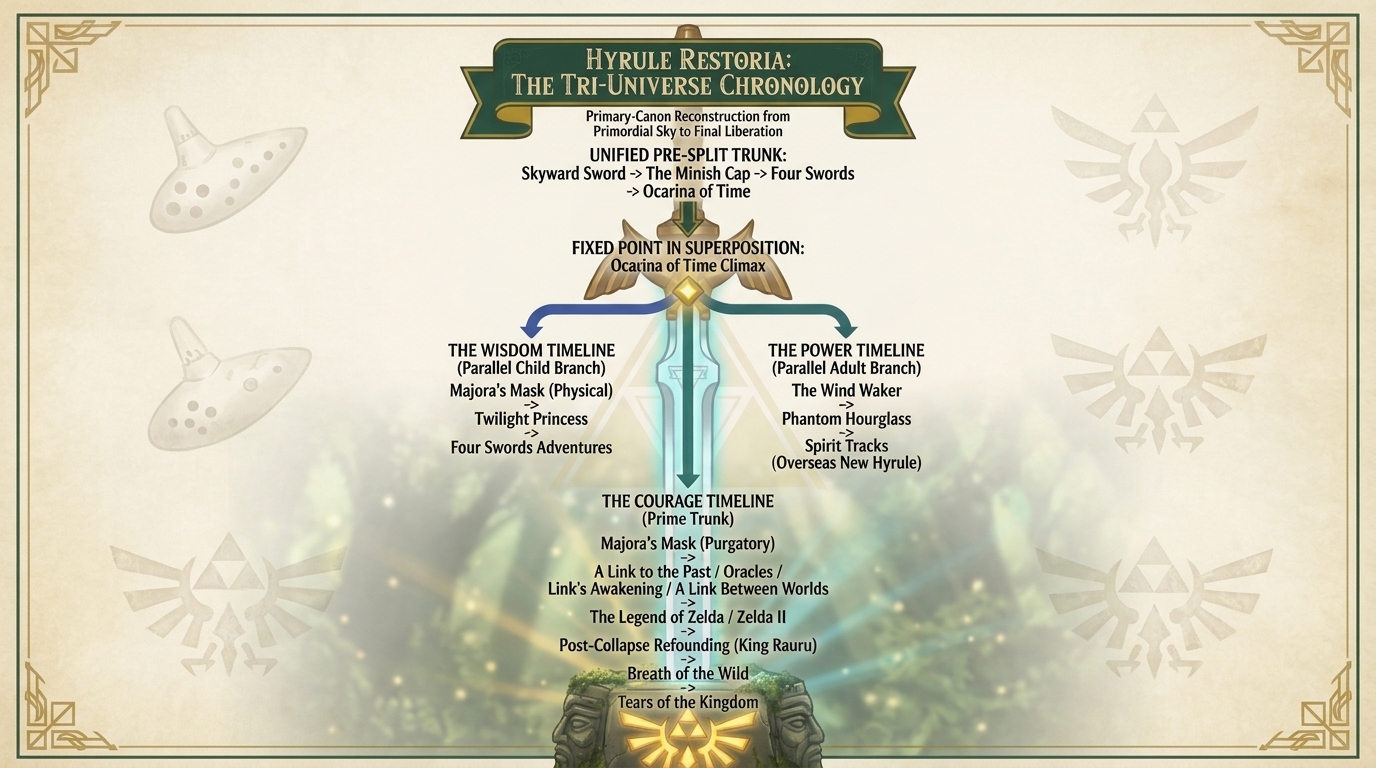 HYRULE RESTORIA:
THE TRI-UNIVERSE CHRONOLOGY
Primary-Canon Reconstruction from
Primordial Sky to Final Liberation
UNIFIED PRE-SPLIT TRUNK:
Skyward Sword -> The Minish Cap -> Four Swords
-> Ocarina of Time
FIXED POINT IN SUPERPOSITION:
Ocarina of Time Climax
THE WISDOM TIMELINE
(Parallel Child Branch)
Majora's Mask (Physical)
->
Twilight Princess
->
Four Swords Adventures
THE POWER TIMELINE
(Parallel Adult Branch)
The Wind Waker
->
Phantom Hourglass
->
Spirit Tracks
(Overseas New Hyrule)
THE COURAGE TIMELINE
(Prime Trunk)
Majora's Mask (Purgatory)
->
A Link to the Past / Oracles /
Link's Awakening / A Link Between Worlds
->
The Legend of Zelda / Zelda II
->
Post-Collapse Refounding (King Rauru)
->
Breath of the Wild
->
Tears of the Kingdom